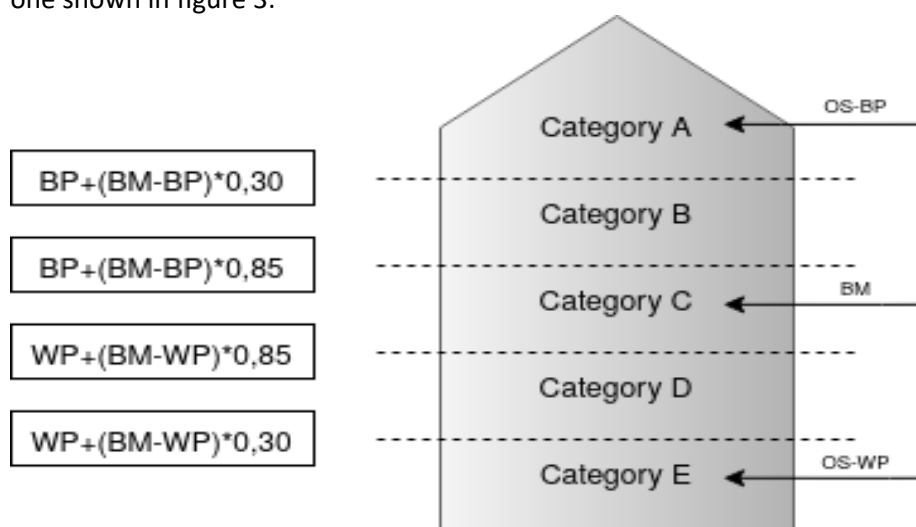 one shown in figure 3.
OS-BP
Category A
BP+(BM-BP)*0,30
Category B
BP+(BM-BP)*0,85
BM
Category C
WP+(BM-WP)*0,85
Category D
WP+(BM-WP)*0,30
OS-WP
Category E